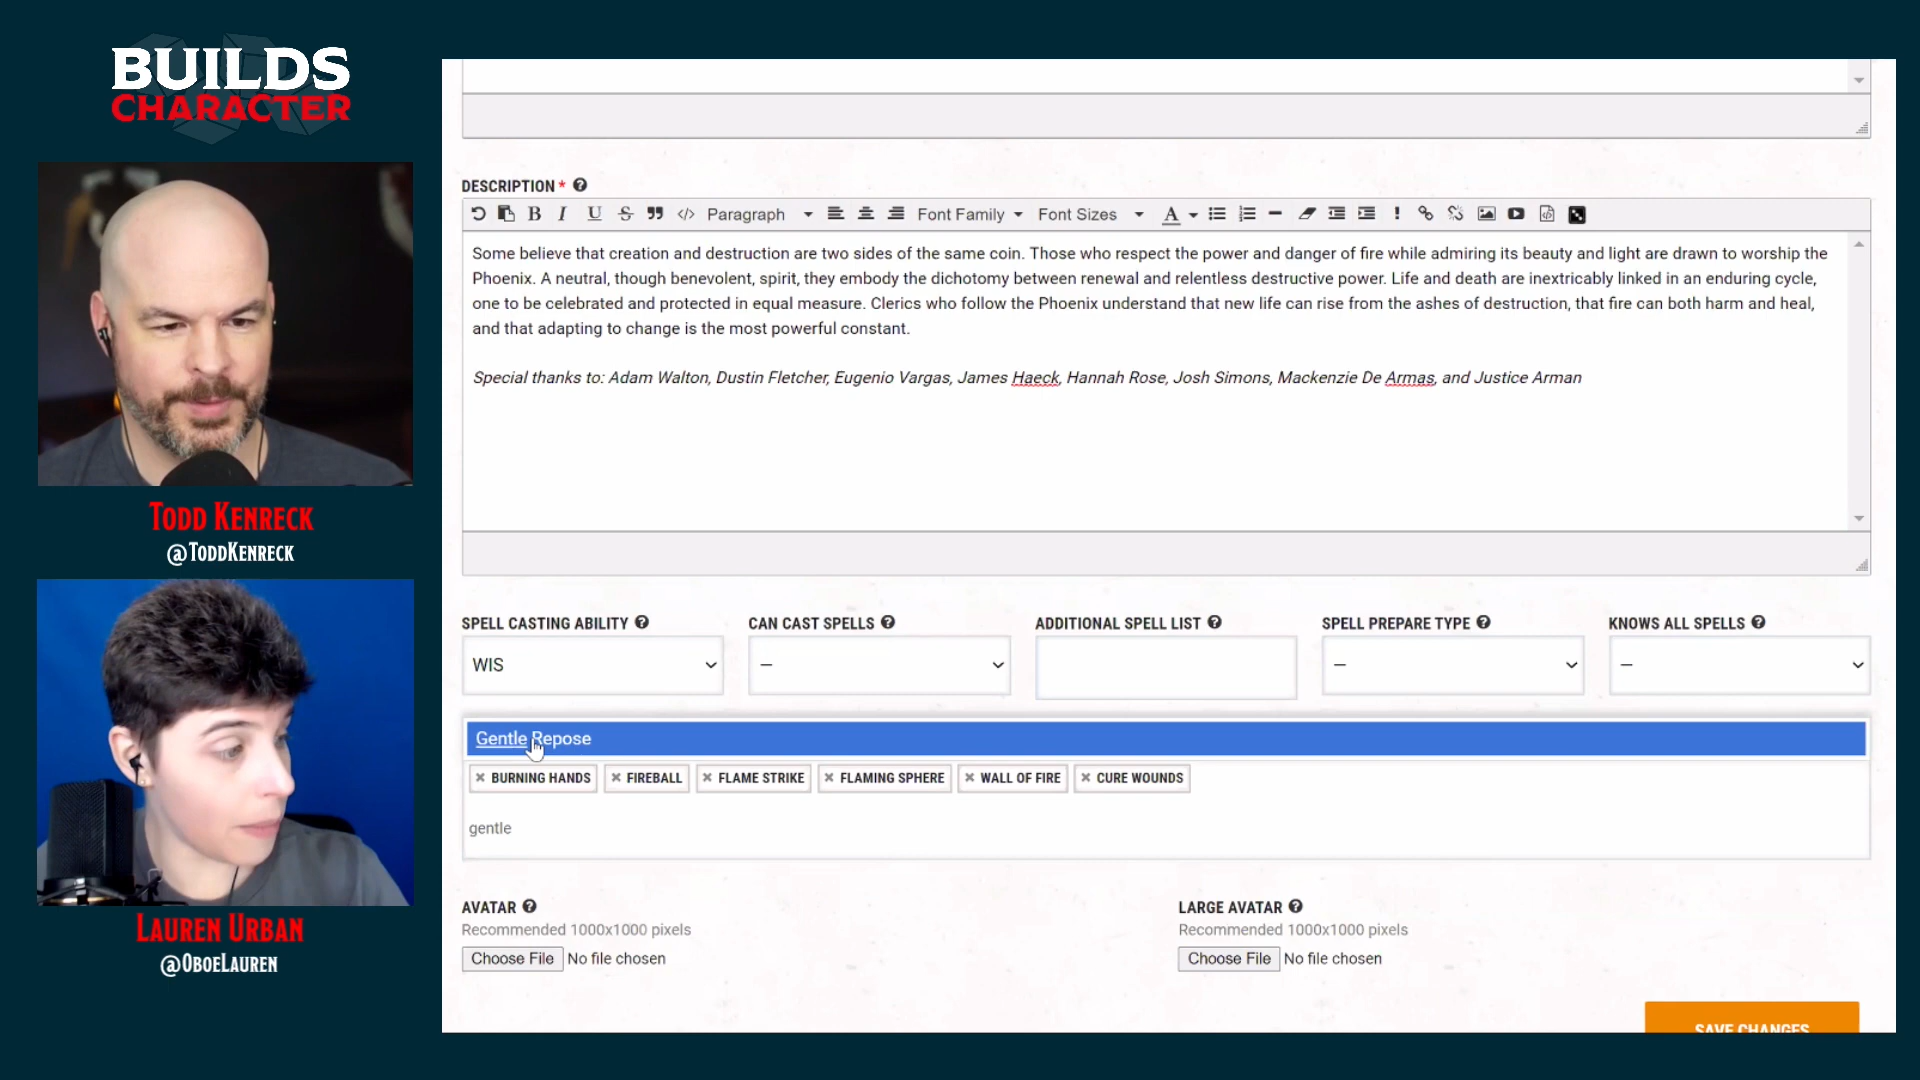 BUILDS
CHARACTER
TODD KENRECK
@TODDKENRECK
LAUREN URBAN
@OBOELAUREN
DESCRIPTION *
B I U S Paragraph Font Family Font Sizes A
Some believe that creation and destruction are two sides of the same coin. Those who respect the power and danger of fire while admiring its beauty and light are drawn to worship the
Phoenix. A neutral, though benevolent, spirit, they embody the dichotomy between renewal and relentless destructive power. Life and death are inextricably linked in an enduring cycle,
one to be celebrated and protected in equal measure. Clerics who follow the Phoenix understand that new life can rise from the ashes of destruction, that fire can both harm and heal,
and that adapting to change is the most powerful constant.
Special thanks to: Adam Walton, Dustin Fletcher, Eugenio Vargas, James Haeck, Hannah Rose, Josh Simons, Mackenzie De Armas, and Justice Arman
SPELL CASTING ABILITY CAN CAST SPELLS ADDITIONAL SPELL LIST SPELL PREPARE TYPE KNOWS ALL SPELLS
WIS – – –
Gentle Repose
× BURNING HANDS × FIREBALL × FLAME STRIKE × FLAMING SPHERE × WALL OF FIRE × CURE WOUNDS
gentle
AVATAR LARGE AVATAR
Recommended 1000x1000 pixels Recommended 1000x1000 pixels
Choose File No file chosen Choose File No file chosen
SAVE CHANGES